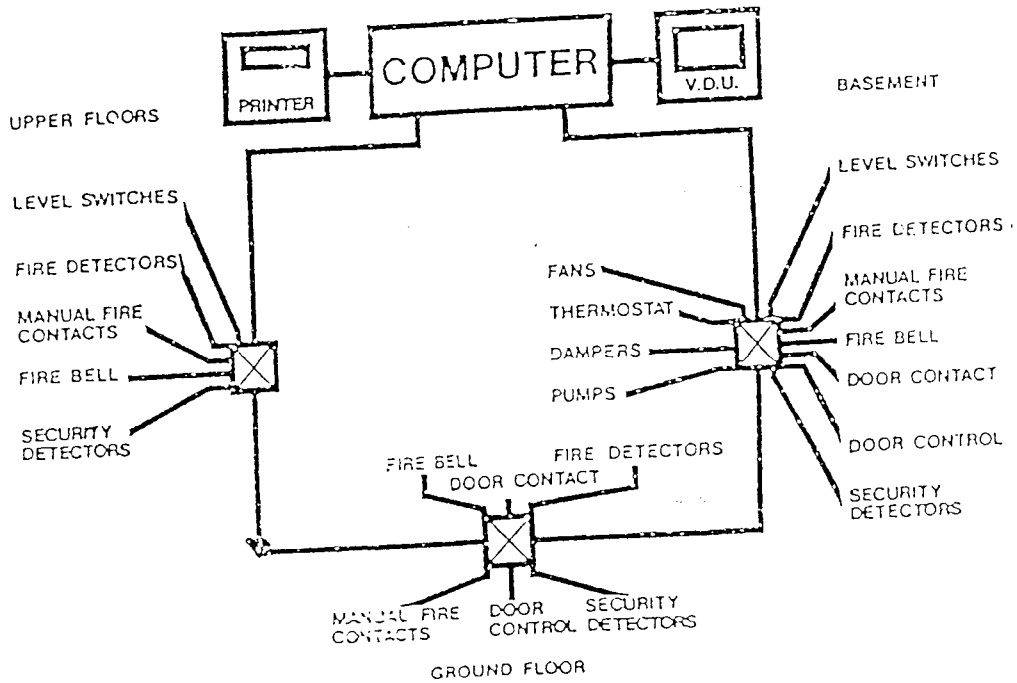 COMPUTER
PRINTER
V.D.U.
UPPER FLOORS
LEVEL SWITCHES
FIRE DETECTORS
MANUAL FIRE
CONTACTS
FIRE BELL
SECURITY
DETECTORS
BASEMENT
FANS
THERMOSTAT
DAMPERS
PUMPS
LEVEL SWITCHES
FIRE DETECTORS
MANUAL FIRE
CONTACTS
FIRE BELL
DOOR CONTACT
DOOR CONTROL
SECURITY
DETECTORS
FIRE BELL
DOOR CONTACT
FIRE DETECTORS
MANUAL FIRE
CONTACTS
DOOR
CONTROL
SECURITY
DETECTORS
GROUND FLOOR